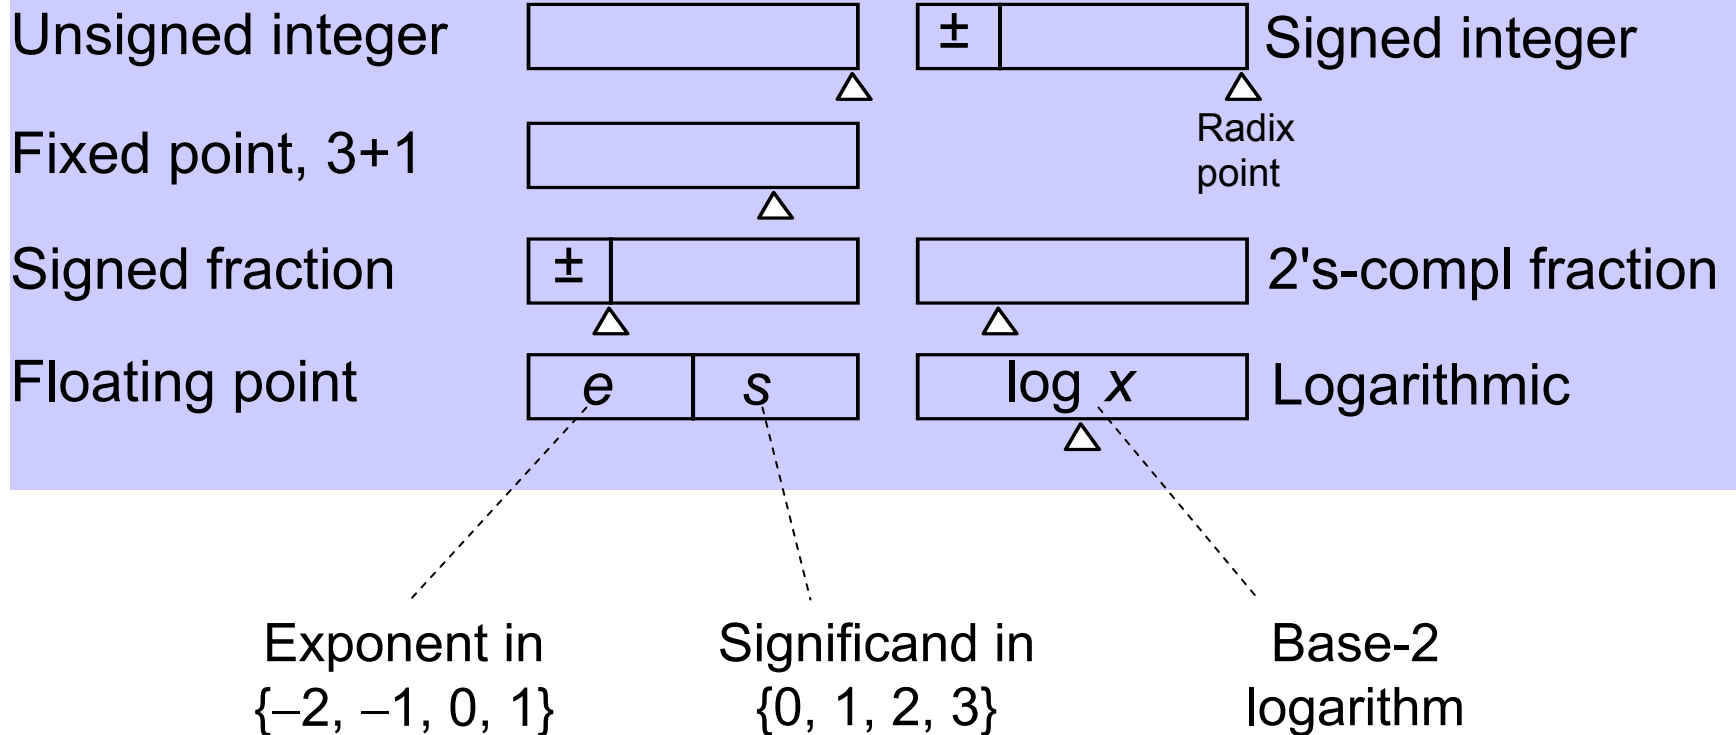 Unsigned integer
± Signed integer
Radix
point
Fixed point, 3+1
Signed fraction ±
2's-compl fraction
Floating point e s
log x Logarithmic
Exponent in
{–2, –1, 0, 1}
Significand in
{0, 1, 2, 3}
Base-2
logarithm